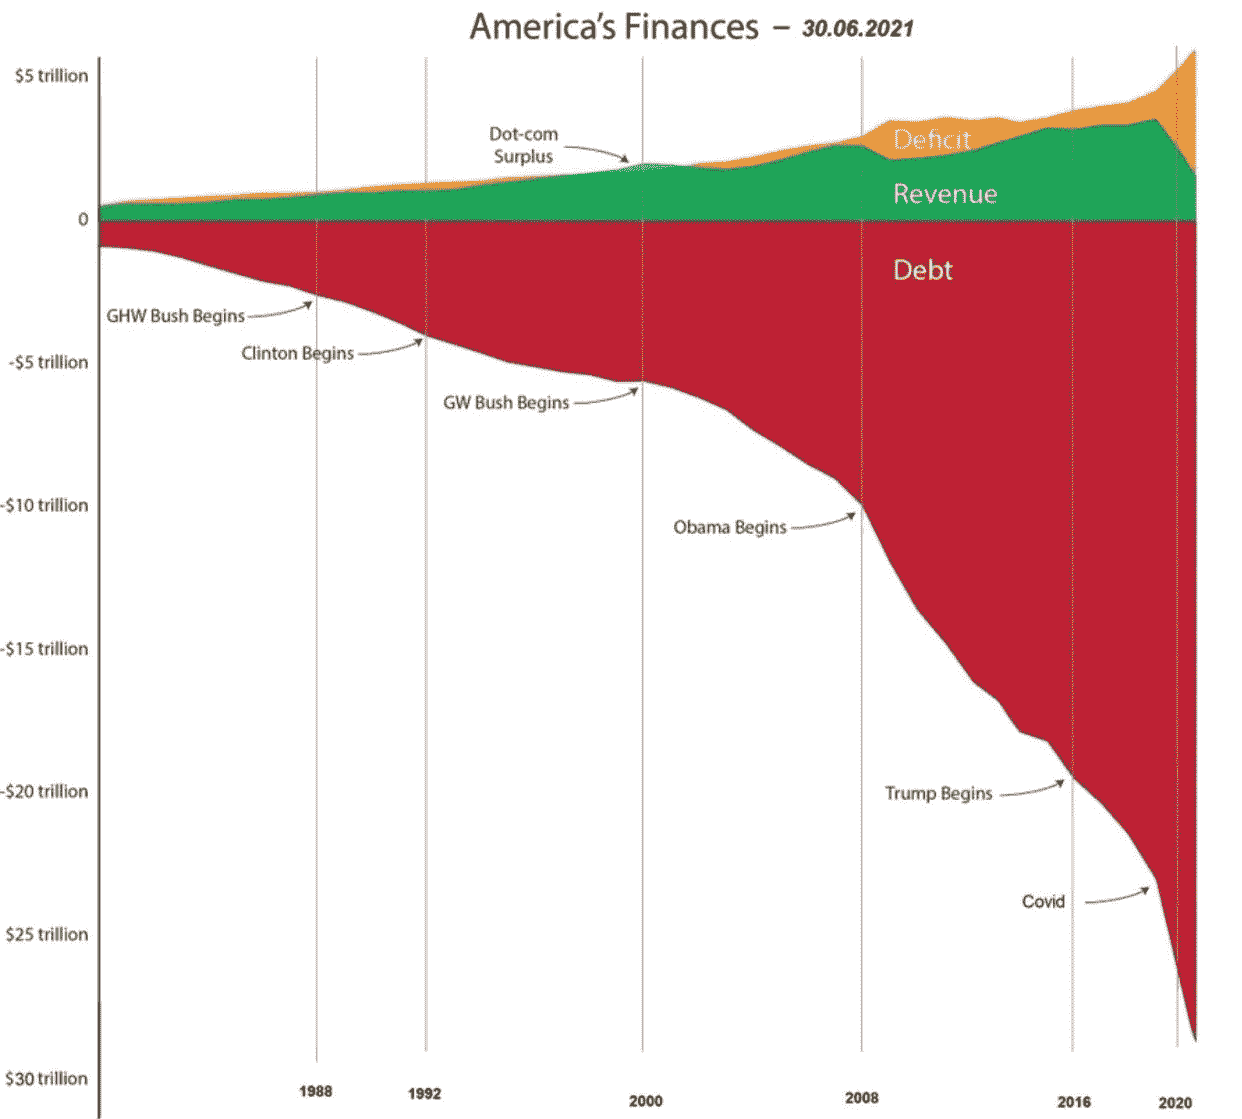 America's Finances – 30.06.2021
$5 trillion
Dot-com
Surplus
Deficit
Revenue
0
Debt
GHW Bush Begins
Clinton Begins
-$5 trillion
GW Bush Begins
-$10 trillion
Obama Begins
-$15 trillion
-$20 trillion
Trump Begins
Covid
$25 trillion
$30 trillion
1988
1992
2000
2008
2016
2020